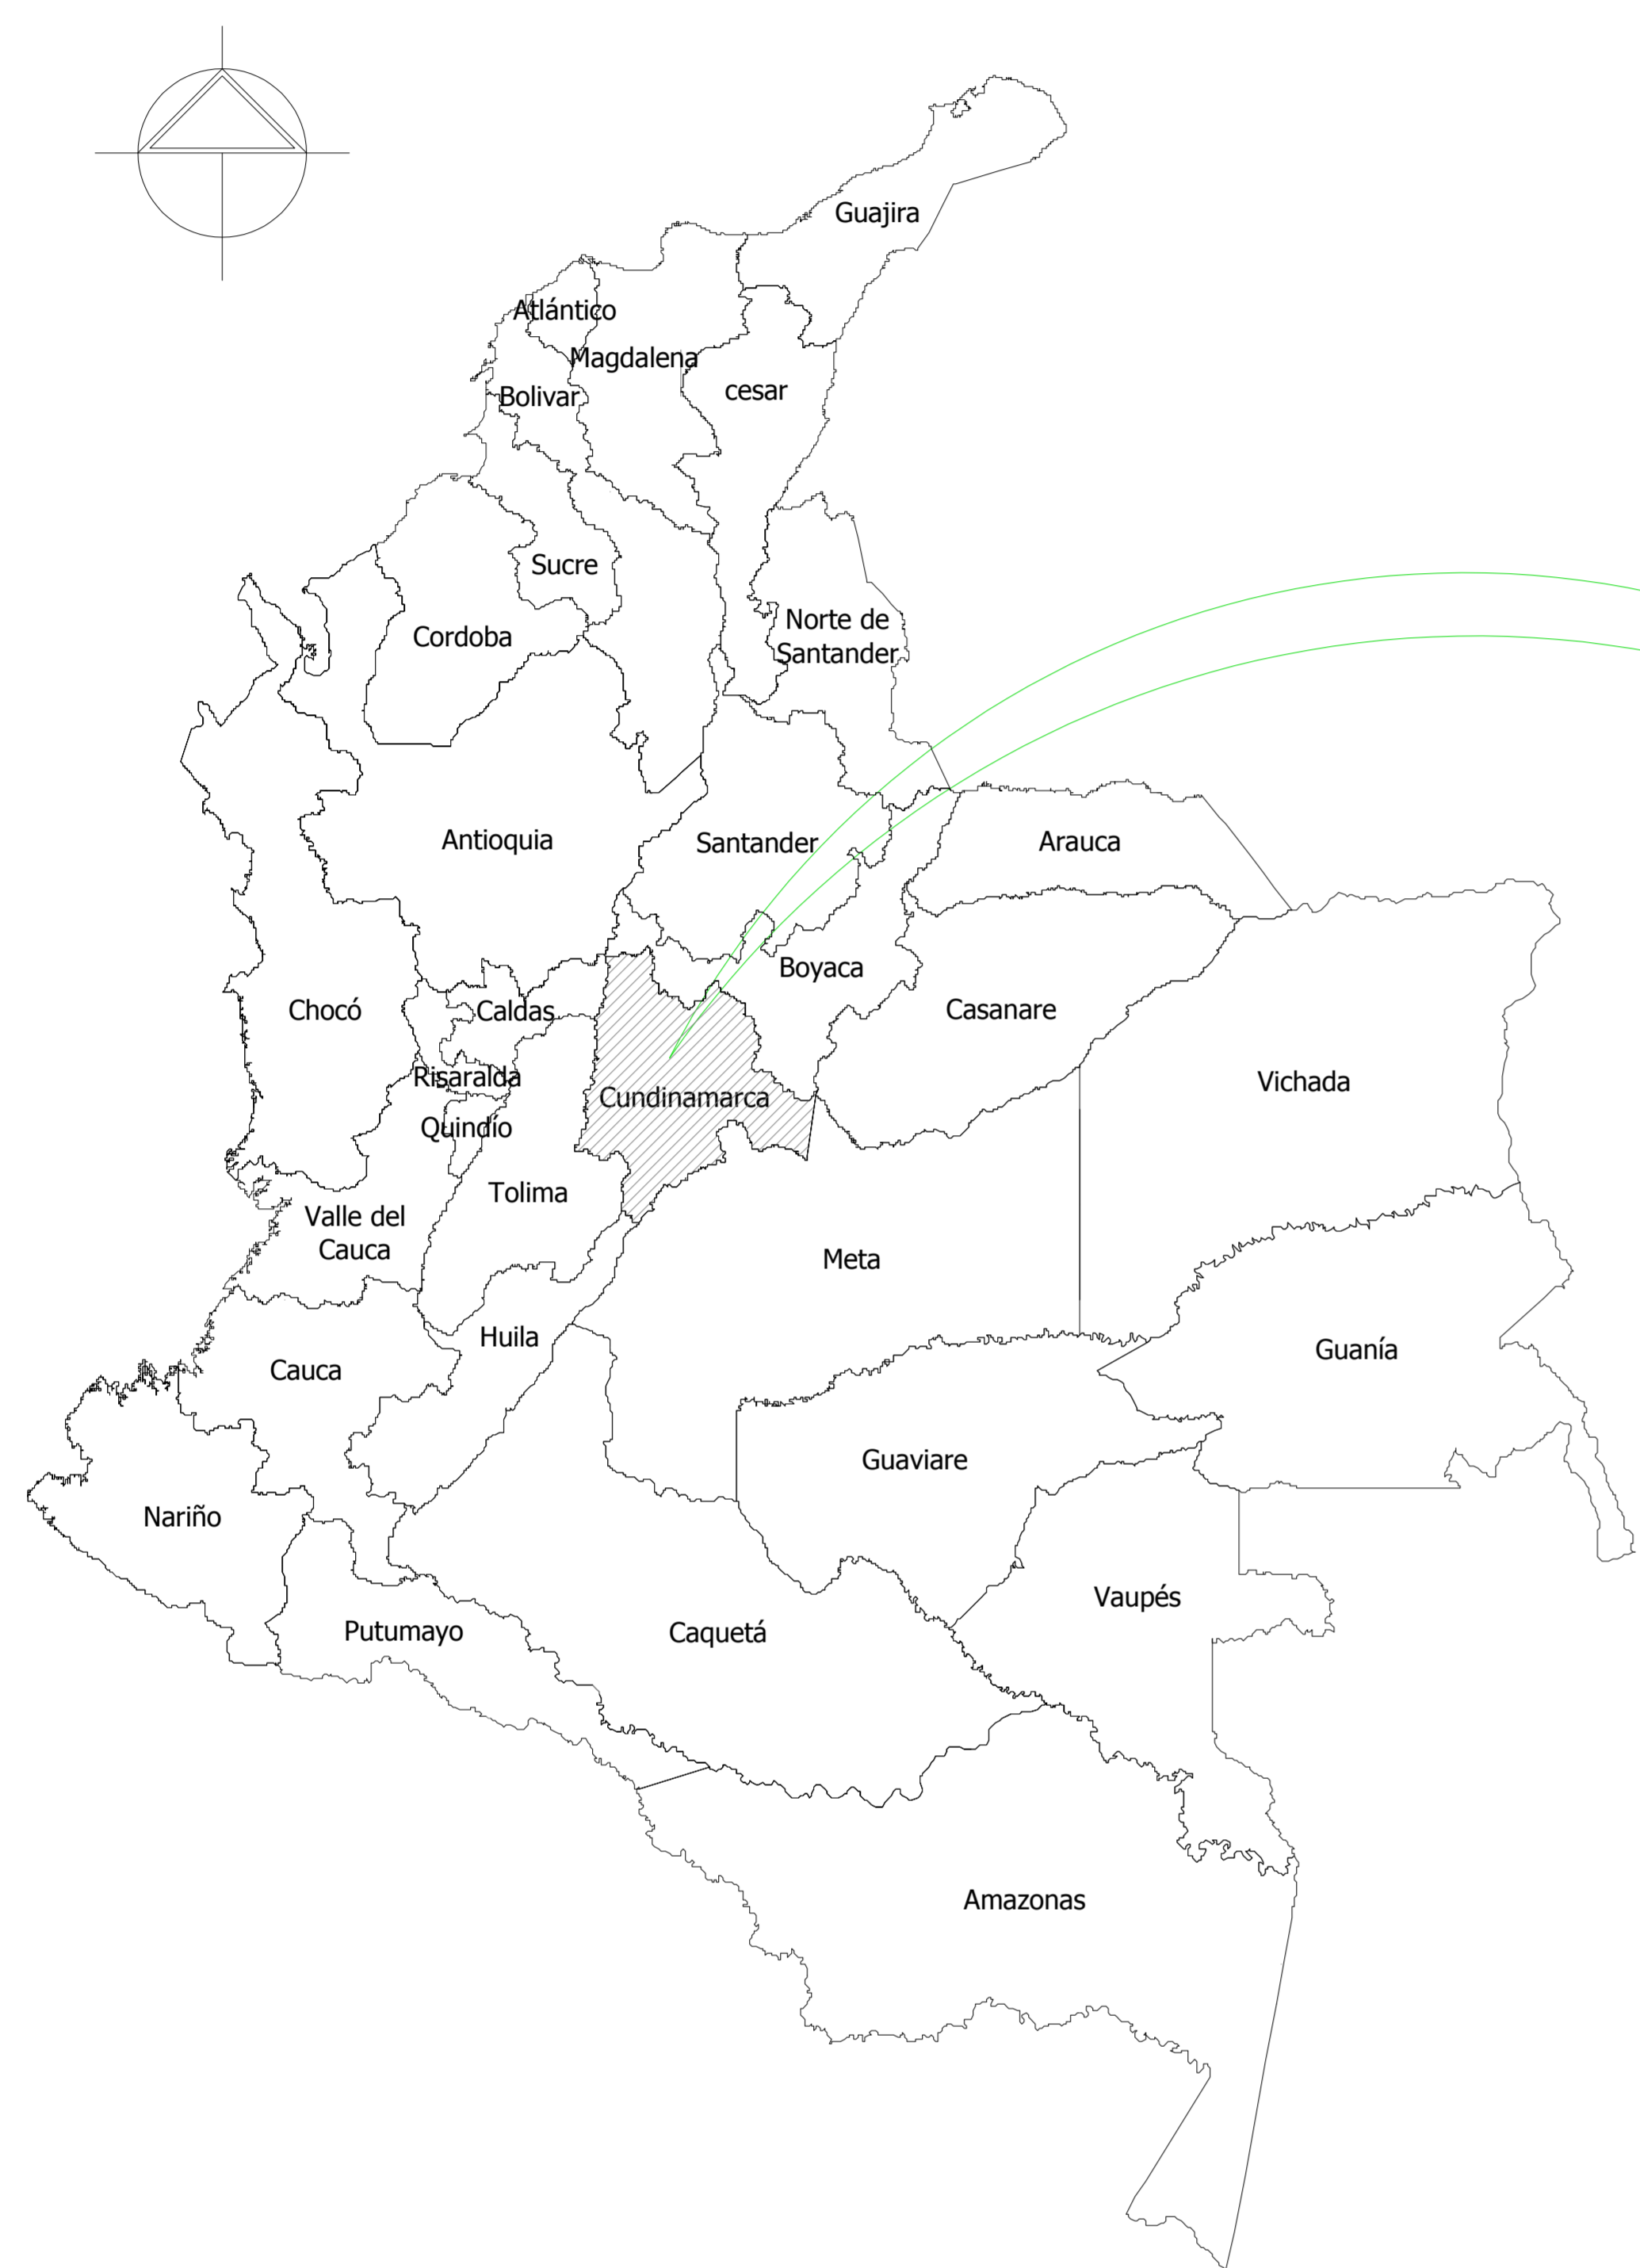 Guajira
Atlántico
Magdalena
cesar
Bolivar
Sucre
Norte de
Santander
Cordoba
Antioquia
Santander
Arauca
Boyaca
Chocó
Caldas
Casanare
Risaralda
Vichada
Cundinamarca
Quindío
Tolima
Valle del
Cauca
Meta
Huila
Guanía
Cauca
Guaviare
Nariño
Vaupés
Putumayo
Caquetá
Amazonas